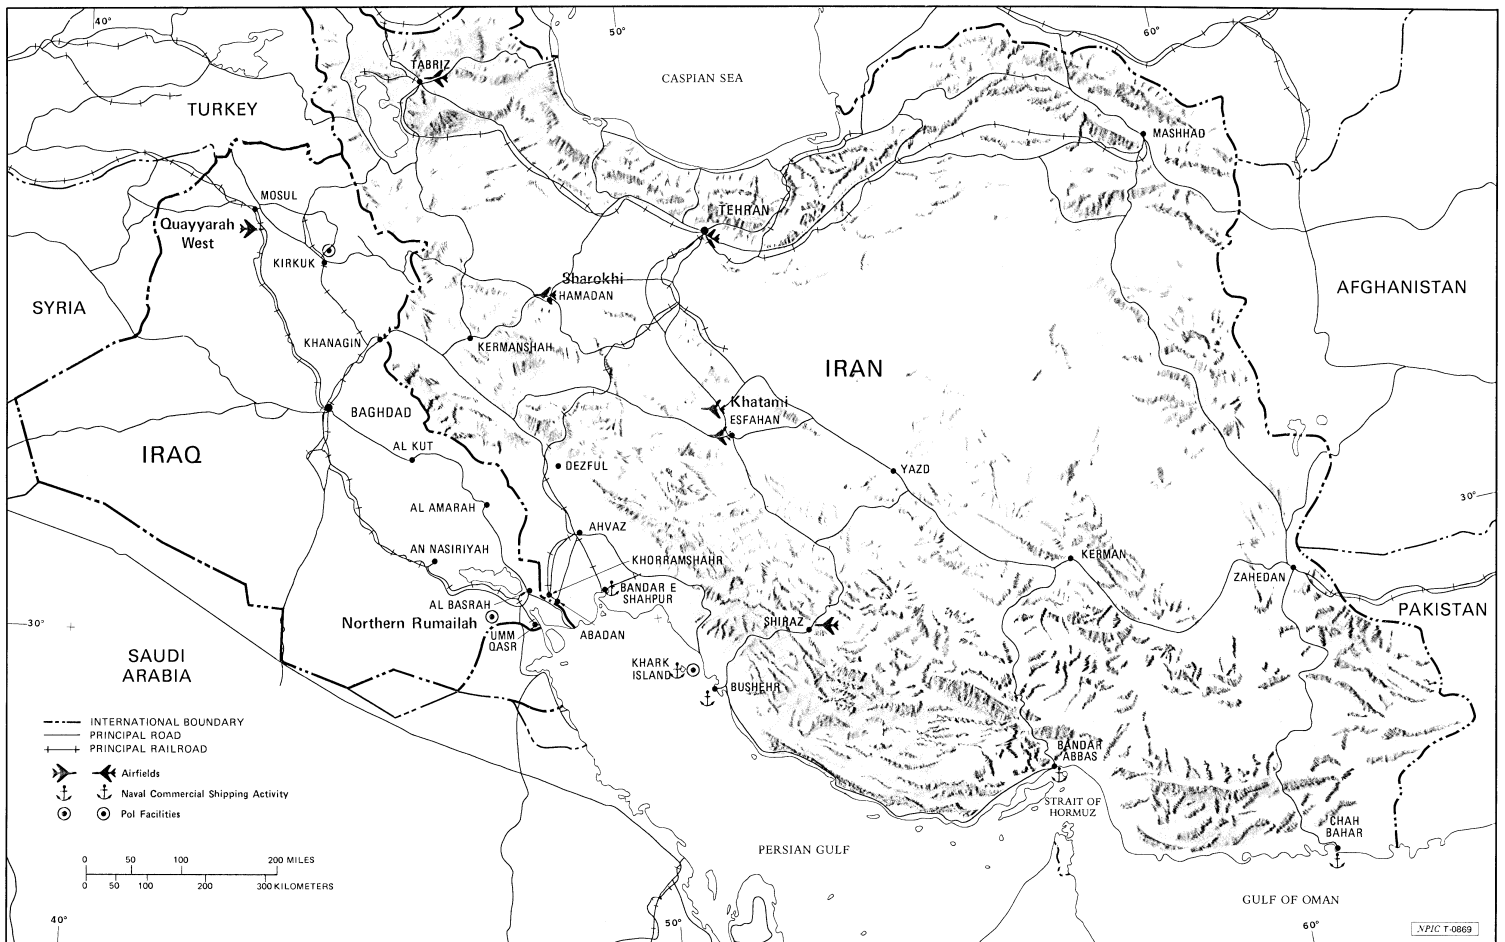 40°
50°
60°
TABRIZ
CASPIAN SEA
TURKEY
MASHHAD
MOSUL
TEHRAN
Quayyarah
West
KIRKUK
Sharokhi
HAMADAN
SYRIA
AFGHANISTAN
KHANAGIN
KERMANSHAH
IRAN
Khatami
ESFAHAN
BAGHDAD
AL KUT
IRAQ
DEZFUL
YAZD
30°
AL AMARAH
AHVAZ
AN NASIRIYAH
KHORRAMSHAHR
KERMAN
ZAHEDAN
BANDAR E
SHAHPUR
AL BASRAH
PAKISTAN
30°
Northern Rumailah
UMM
QASR
ABADAN
SHIRAZ
SAUDI
ARABIA
KHARK
ISLAND
BUSHEHR
INTERNATIONAL BOUNDARY
PRINCIPAL ROAD
PRINCIPAL RAILROAD
Airfields
Naval Commercial Shipping Activity
Pol Facilities
BANDAR
ABBAS
STRAIT OF
HORMUZ
CHAH
BAHAR
PERSIAN GULF
0 50 100 200 MILES
0 50 100 200 300 KILOMETERS
GULF OF OMAN
40°
50°
60°
NPIC T-0869